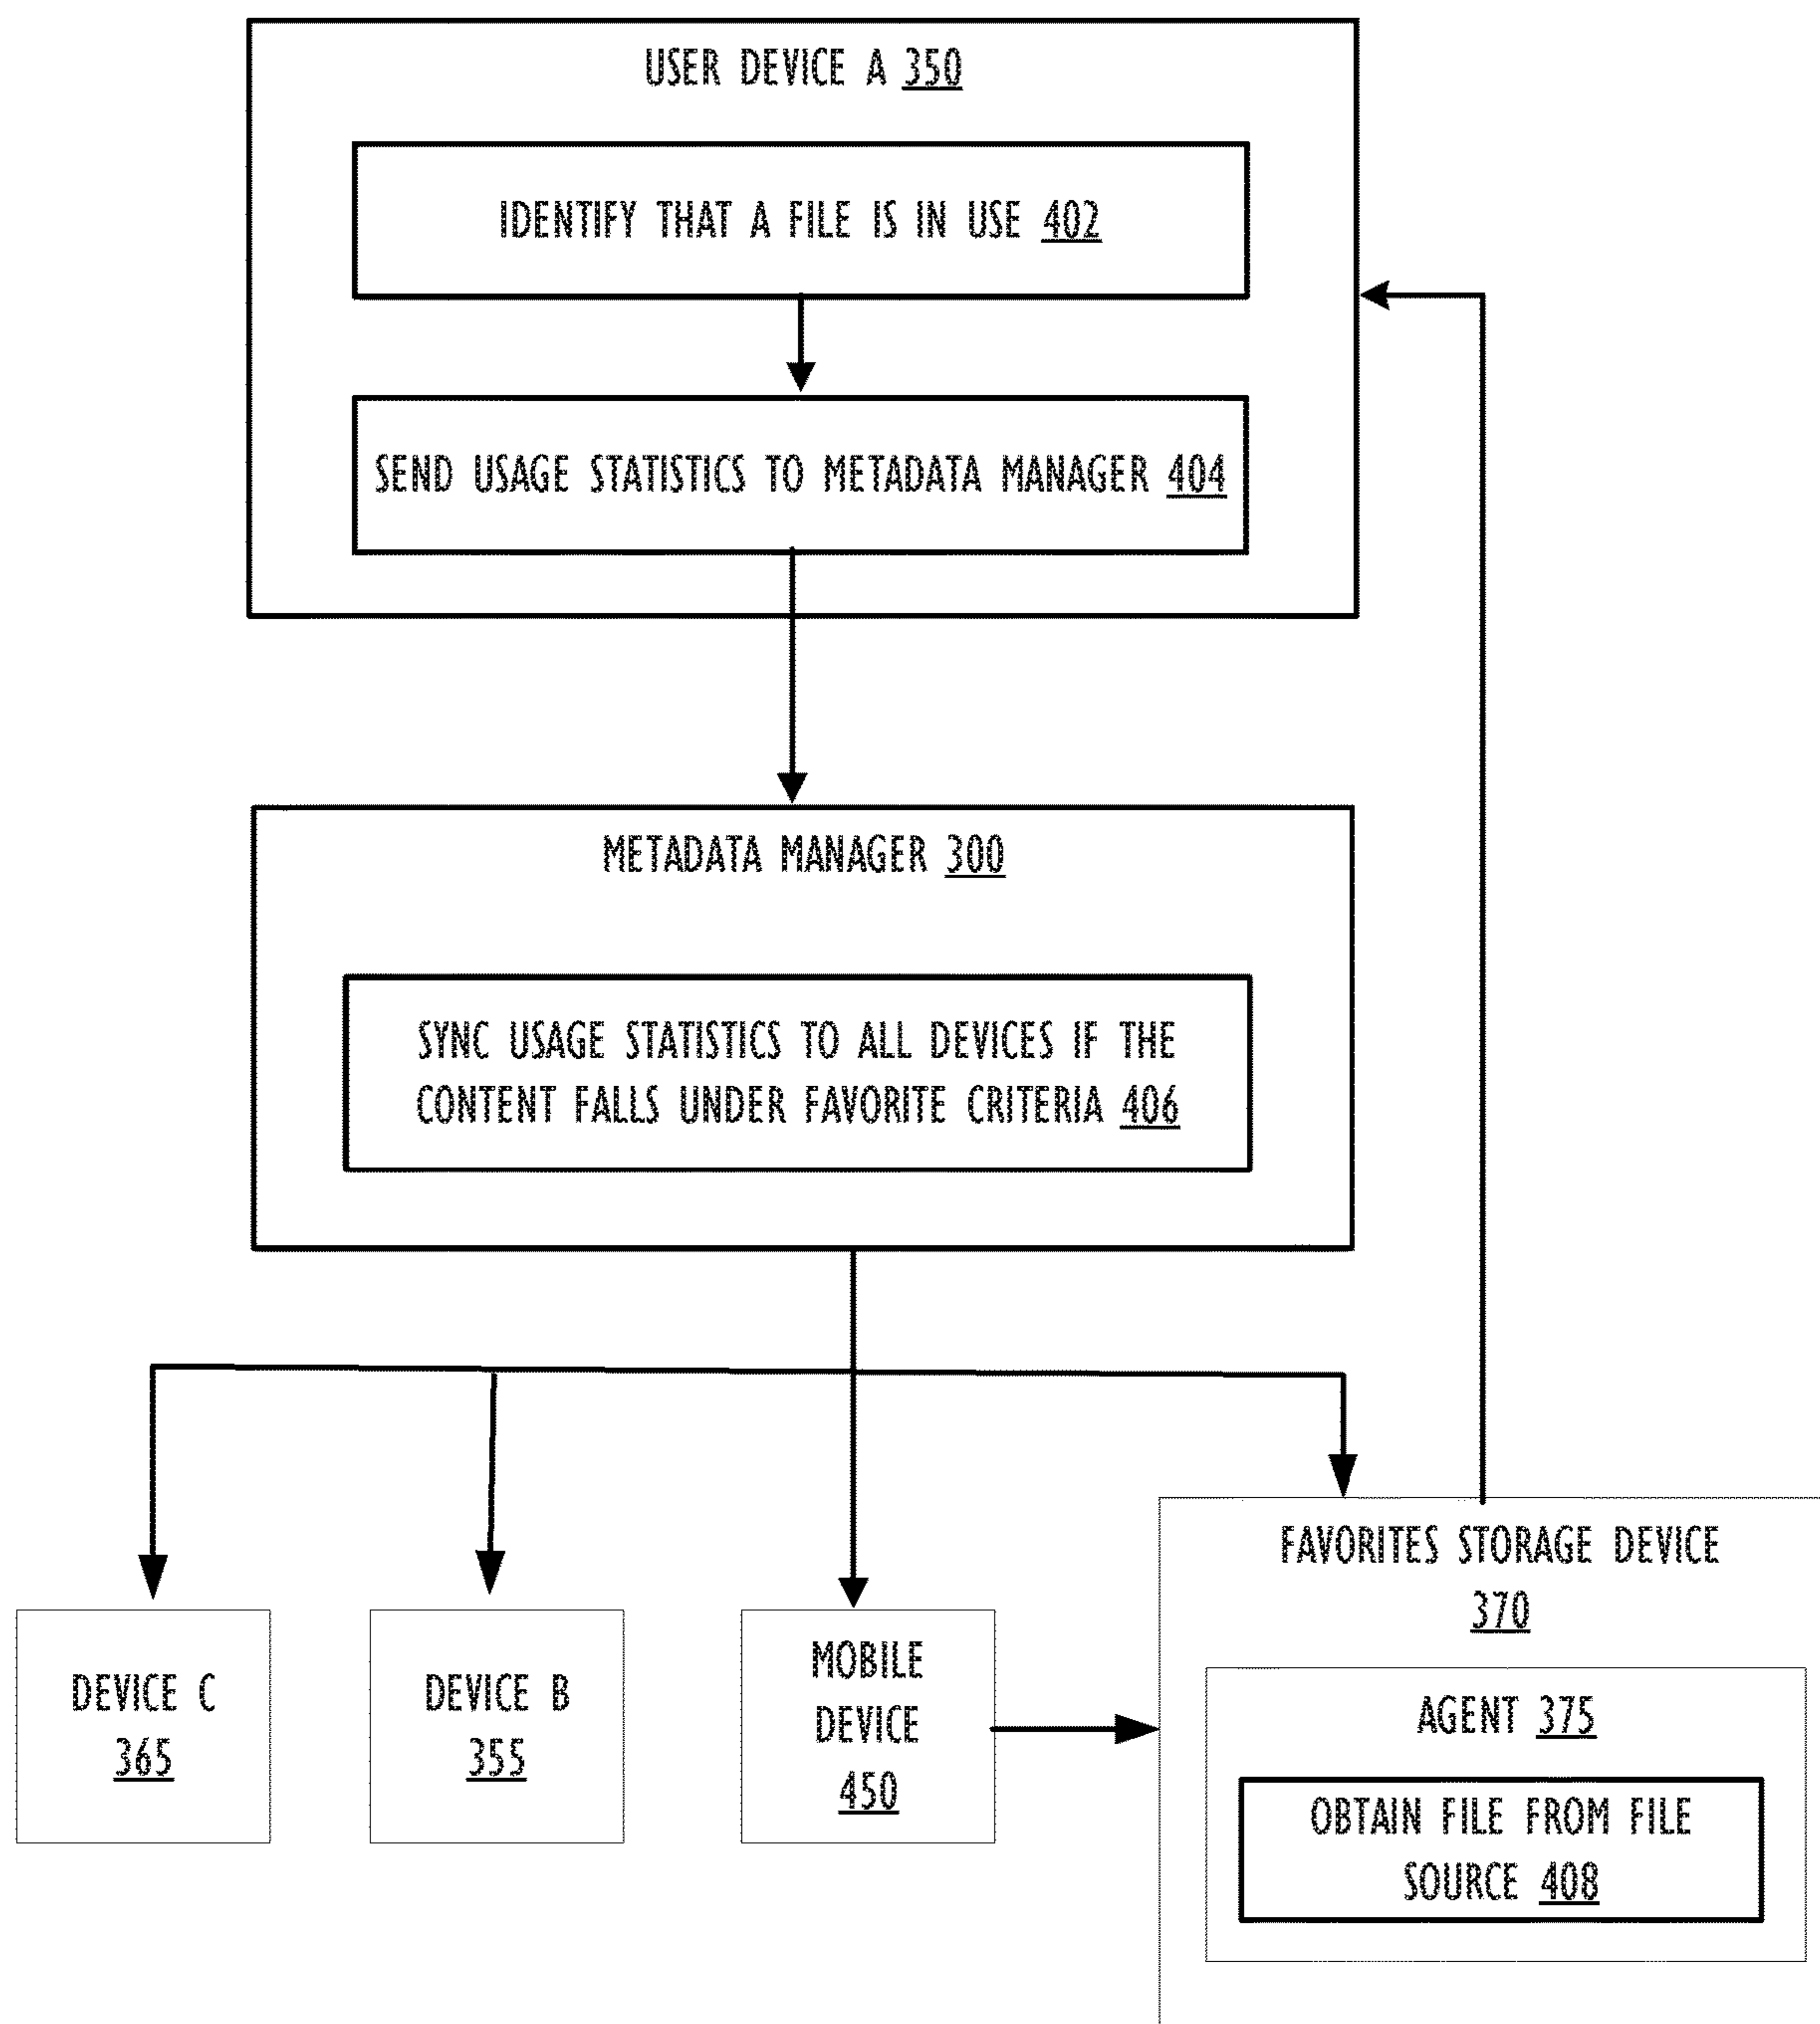 USER DEVICE A 350
IDENTIFY THAT A FILE IS IN USE 402
SEND USAGE STATISTICS TO METADATA MANAGER 404
METADATA MANAGER 300
SYNC USAGE STATISTICS TO ALL DEVICES IF THE
CONTENT FALLS UNDER FAVORITE CRITERIA 406
DEVICE C
365
DEVICE B
355
MOBILE
DEVICE
450
FAVORITES STORAGE DEVICE
370
AGENT 375
OBTAIN FILE FROM FILE
SOURCE 408